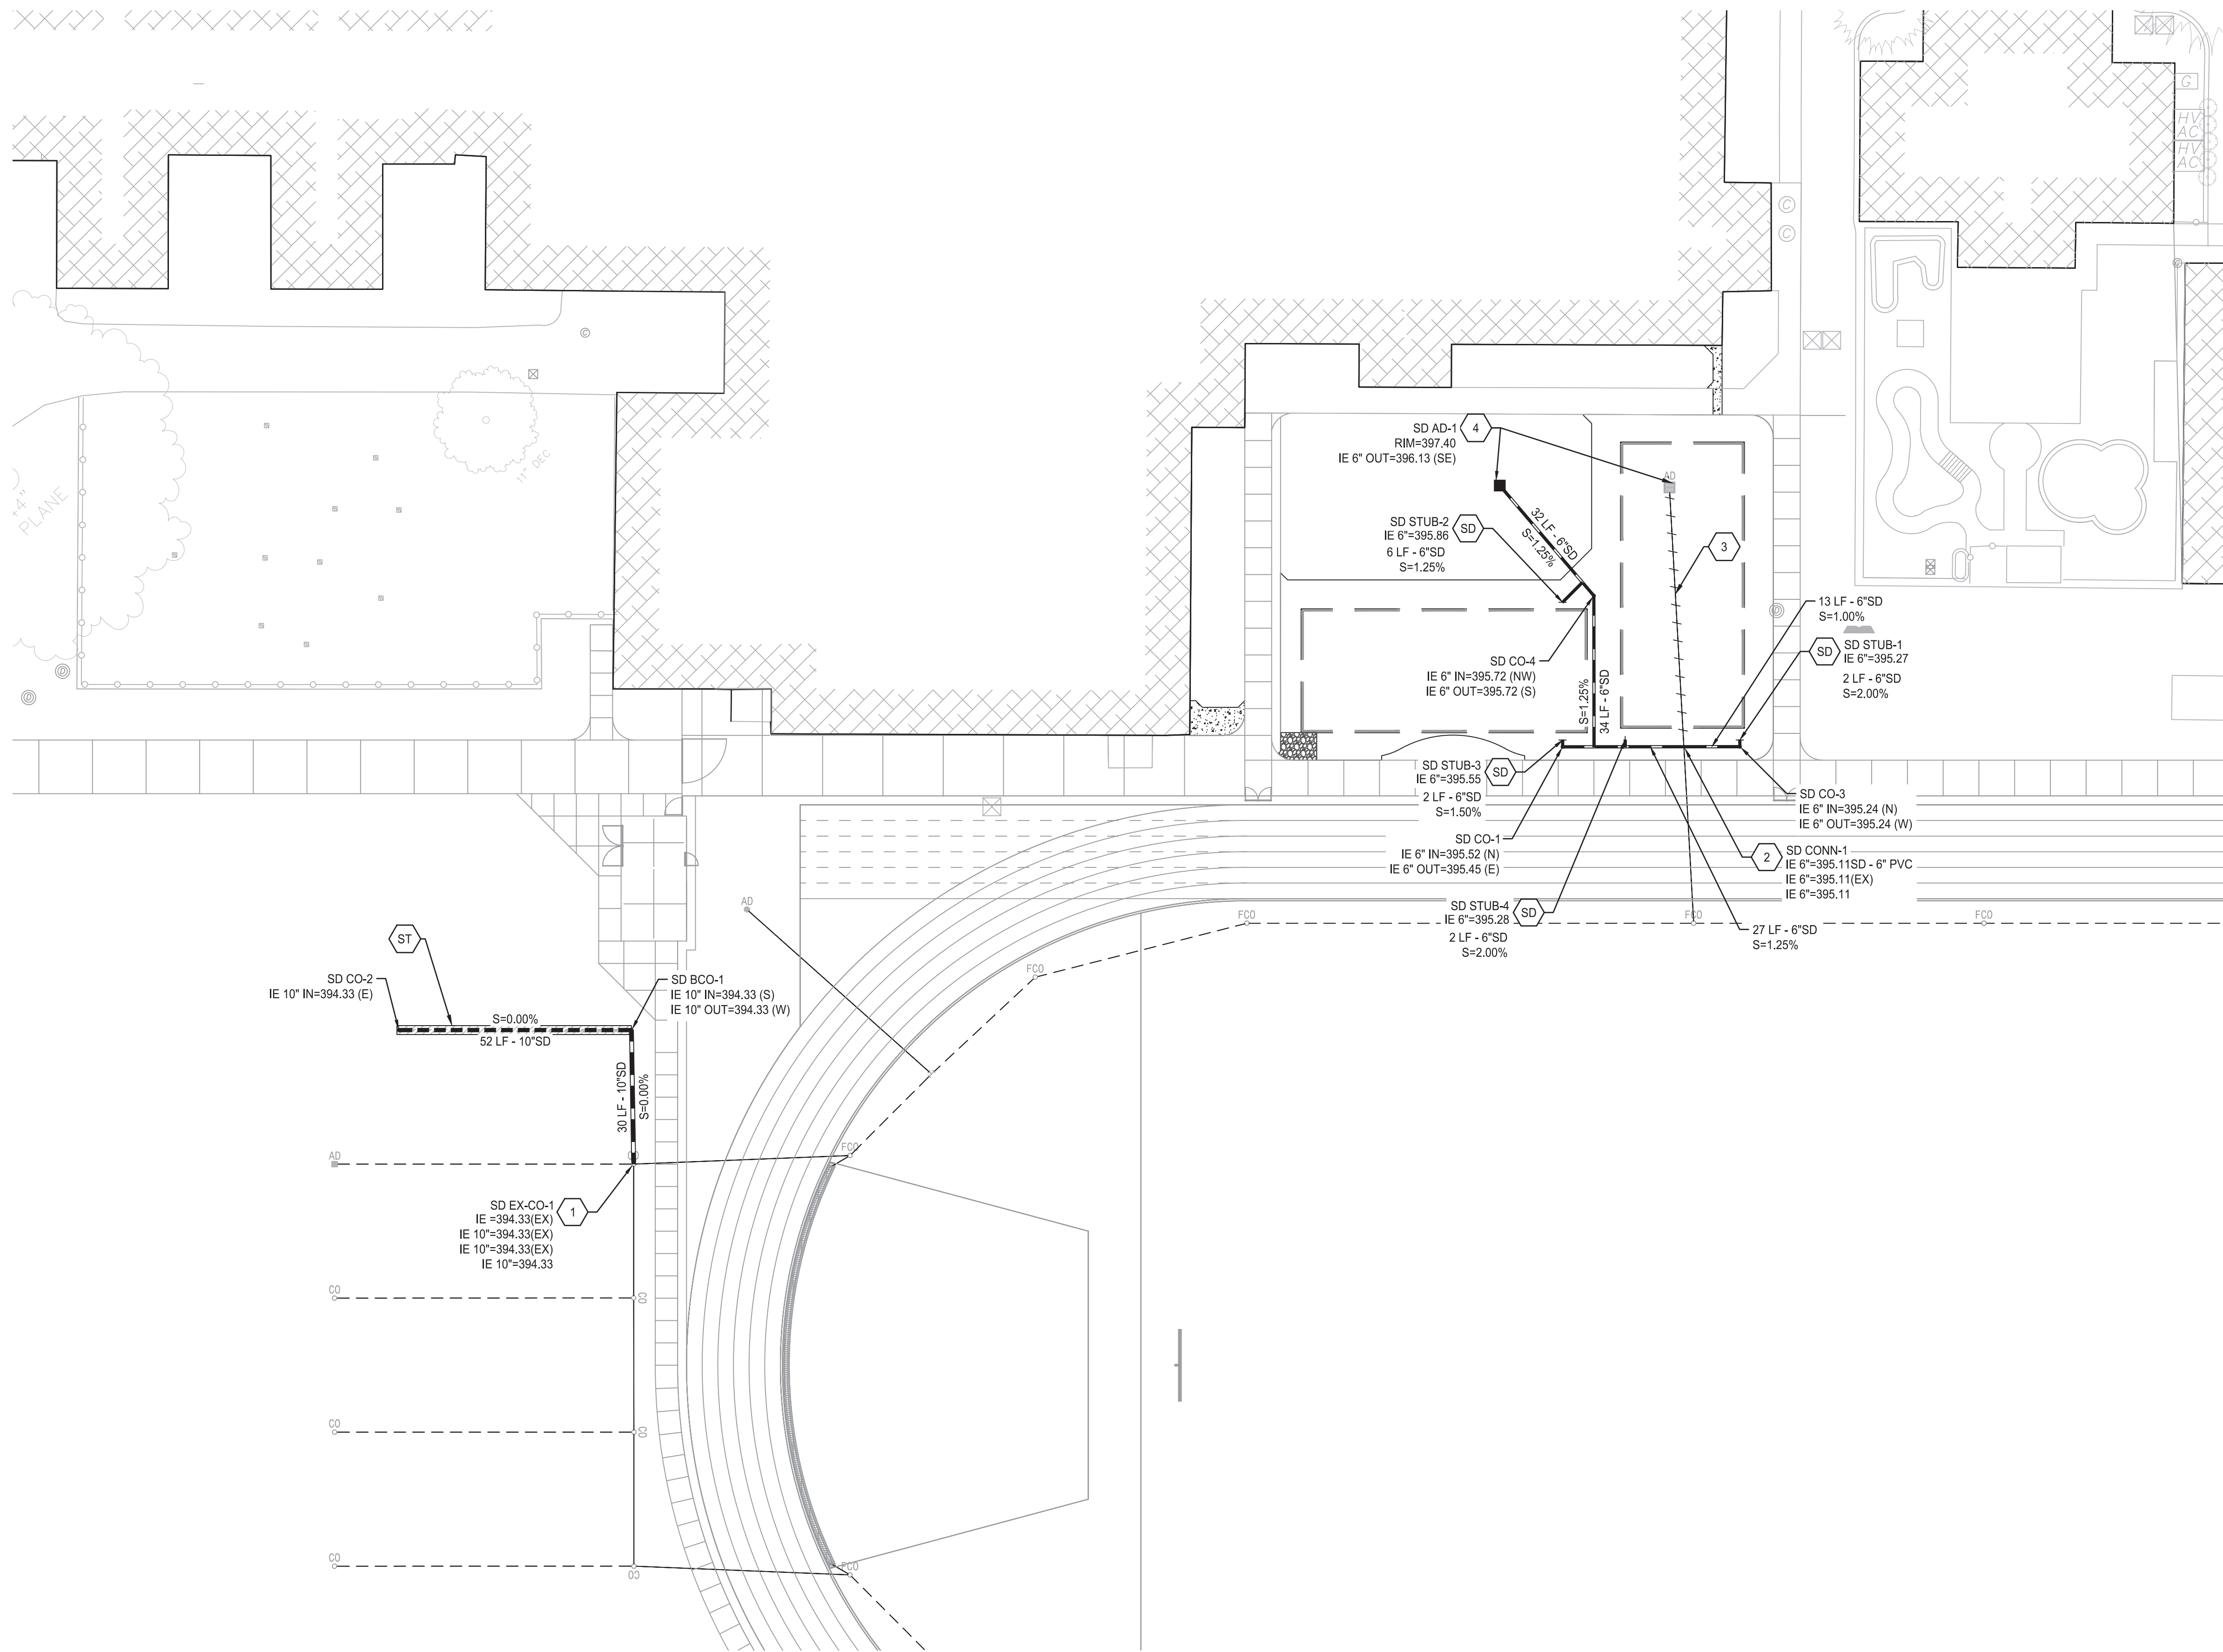 G
HV
AC
HV
AC
C
C
C
11" DEC
PLANE
D
D
D
SD AD-1
RIM=397.40
IE 6" OUT=396.13 (SE)
4
AD
SD STUB-2
IE 6"=395.86
6 LF - 6"SD
S=1.25%
SD
32 LF - 6"SD
S=1.25%
3
13 LF - 6"SD
S=1.00%
SD
SD STUB-1
IE 6"=395.27
2 LF - 6"SD
S=2.00%
SD CO-4
IE 6" IN=395.72 (NW)
IE 6" OUT=395.72 (S)
S=1.25%
34 LF - 6"SD
SD STUB-3
IE 6"=395.55
2 LF - 6"SD
S=1.50%
SD
SD CO-3
IE 6" IN=395.24 (N)
IE 6" OUT=395.24 (W)
SD CO-1
IE 6" IN=395.52 (N)
IE 6" OUT=395.45 (E)
2
SD CONN-1
IE 6"=395.11SD - 6" PVC
IE 6"=395.11(EX)
IE 6"=395.11
SD STUB-4
IE 6"=395.28
2 LF - 6"SD
S=2.00%
SD
27 LF - 6"SD
S=1.25%
AD
FCO
FCO
FCO
FCO
ST
SD CO-2
IE 10" IN=394.33 (E)
SD BCO-1
IE 10" IN=394.33 (S)
IE 10" OUT=394.33 (W)
S=0.00%
52 LF - 10"SD
30 LF - 10"SD
S=0.00%
AD
CO
FCO
SD EX-CO-1
IE =394.33(EX)
IE 10"=394.33(EX)
IE 10"=394.33(EX)
IE 10"=394.33
1
CO
CO
CO
CO
CO
CO
FCO